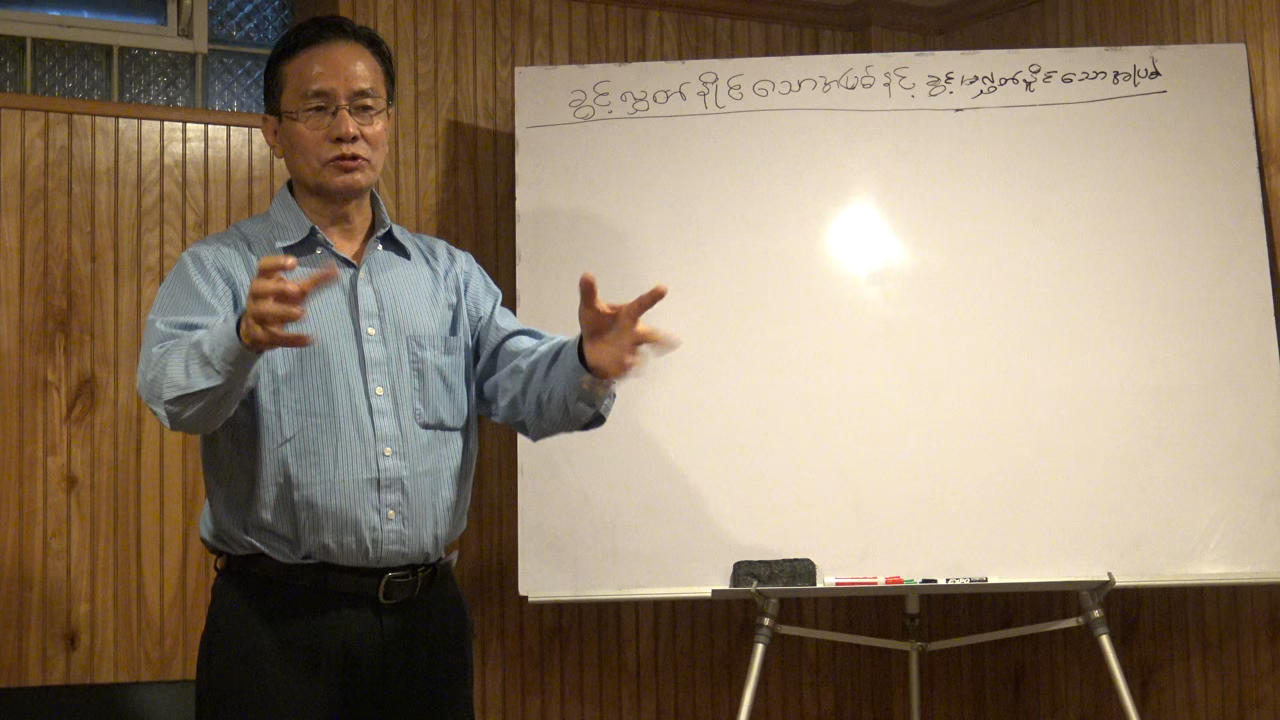 ခွင့်လွှတ်နိုင်သောအပြစ်နှင့် ခွင့်မလွှတ်နိုင်သောအပြစ်
EXPO